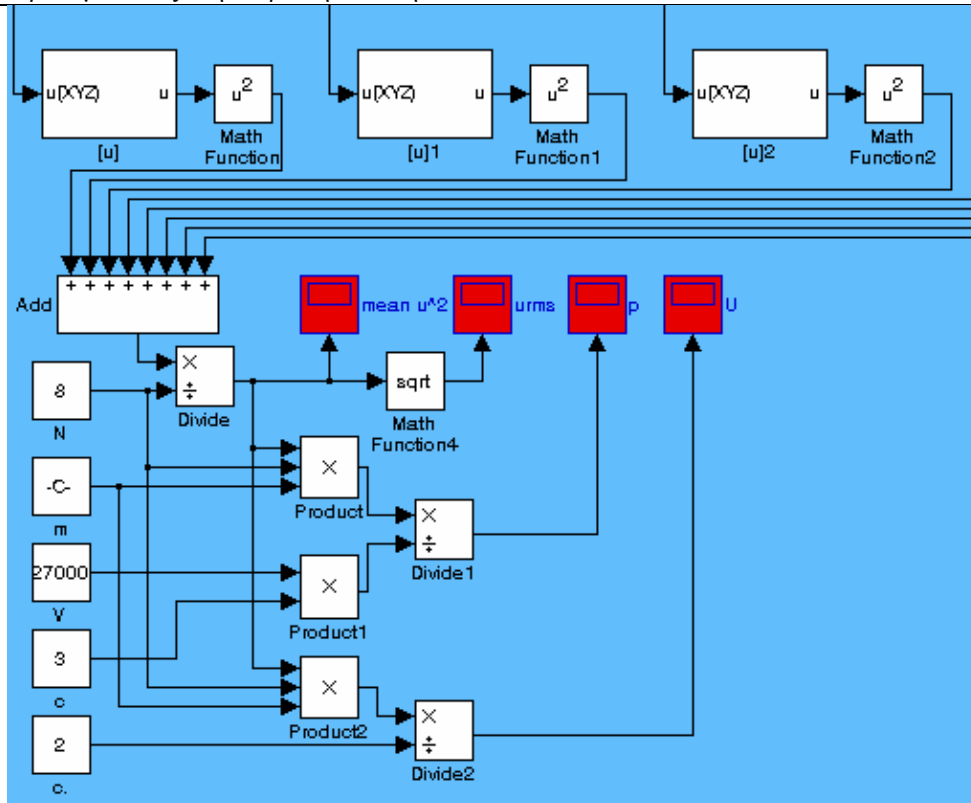 u(XYZ) u
u2
u(XYZ) u
u2
u(XYZ) u
u2
[u]
Math
Function
[u]1
Math
Function1
[u]2
Math
Function2
+ + + + + + + +
Add
mean u^2
urms
p
U
×
÷
Divide
8
N
sqrt
Math
Function4
×
Product
-C-
m
×
÷
Divide1
27000
V
×
Product1
3
c
×
Product2
×
÷
Divide2
2
c.